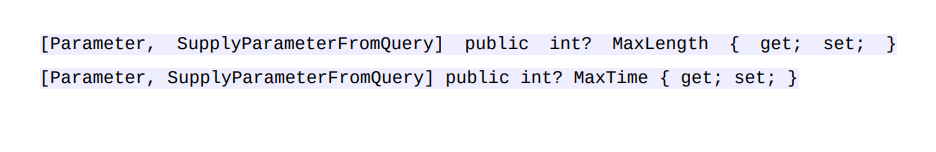 [Parameter, SupplyParameterFromQuery] public int? MaxLength { get; set; }
[Parameter, SupplyParameterFromQuery] public int? MaxTime { get; set; }